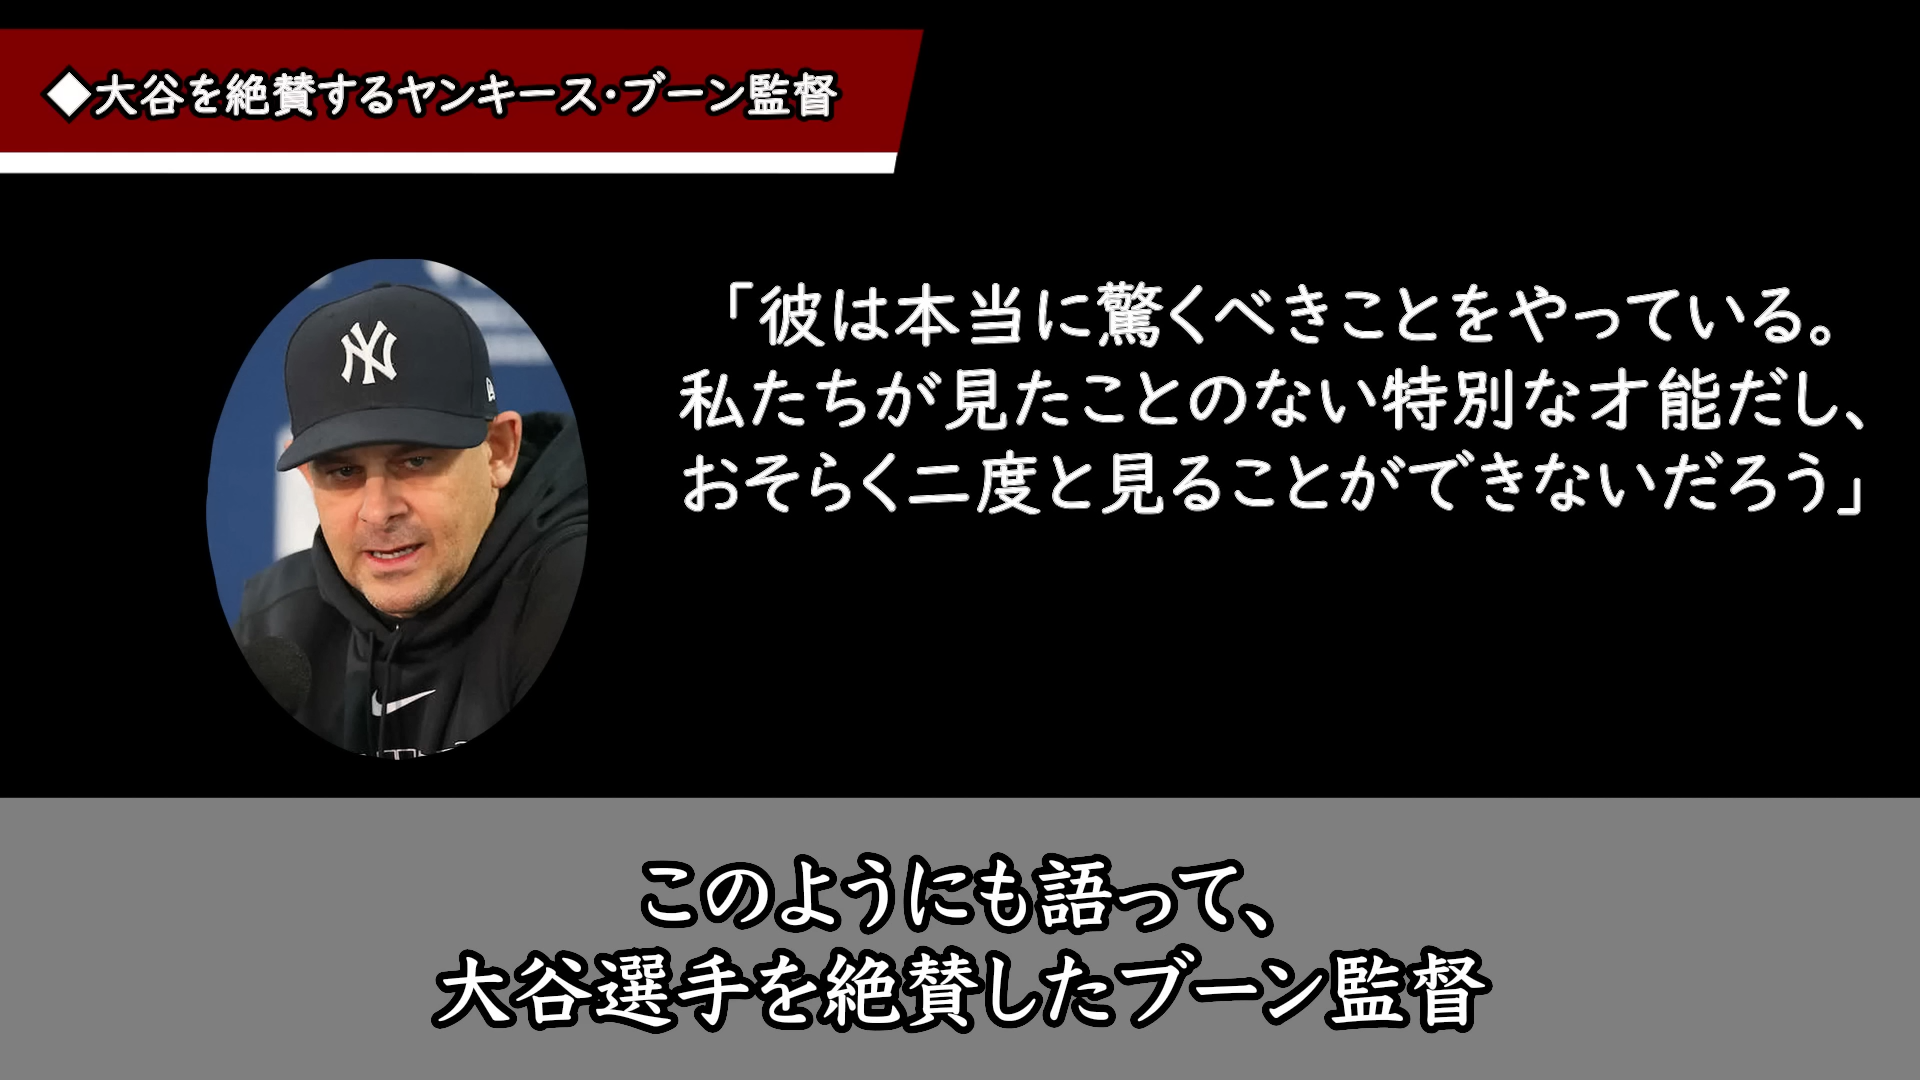 ◆大谷を絶賛するヤンキース・ブーン監督
「彼は本当に驚くべきことをやっている。
私たちが見たことのない特別な才能だし、
おそらく二度と見ることができないだろう」
NY
このようにも語って、
大谷選手を絶賛したブーン監督